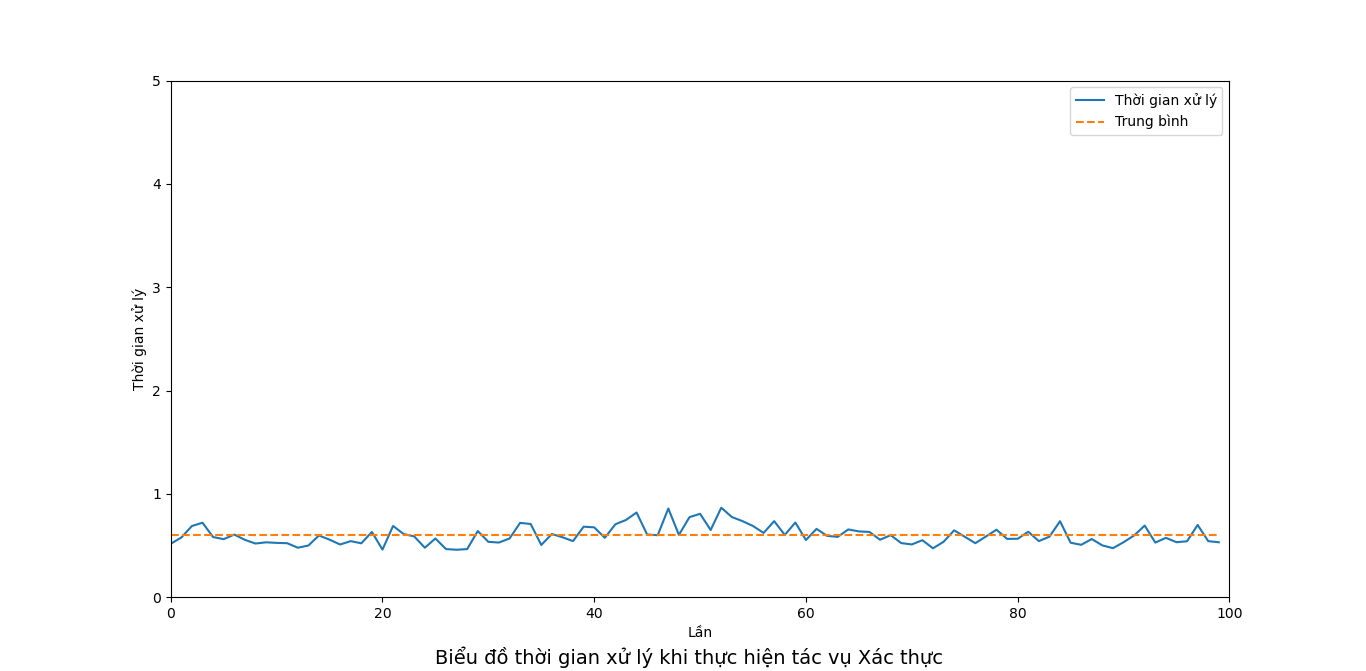 5
Thời gian xử lý
Trung bình
4
3
Thời gian xử lý
2
1
0
0 20 40 60 80 100
Lần
Biểu đồ thời gian xử lý khi thực hiện tác vụ Xác thực